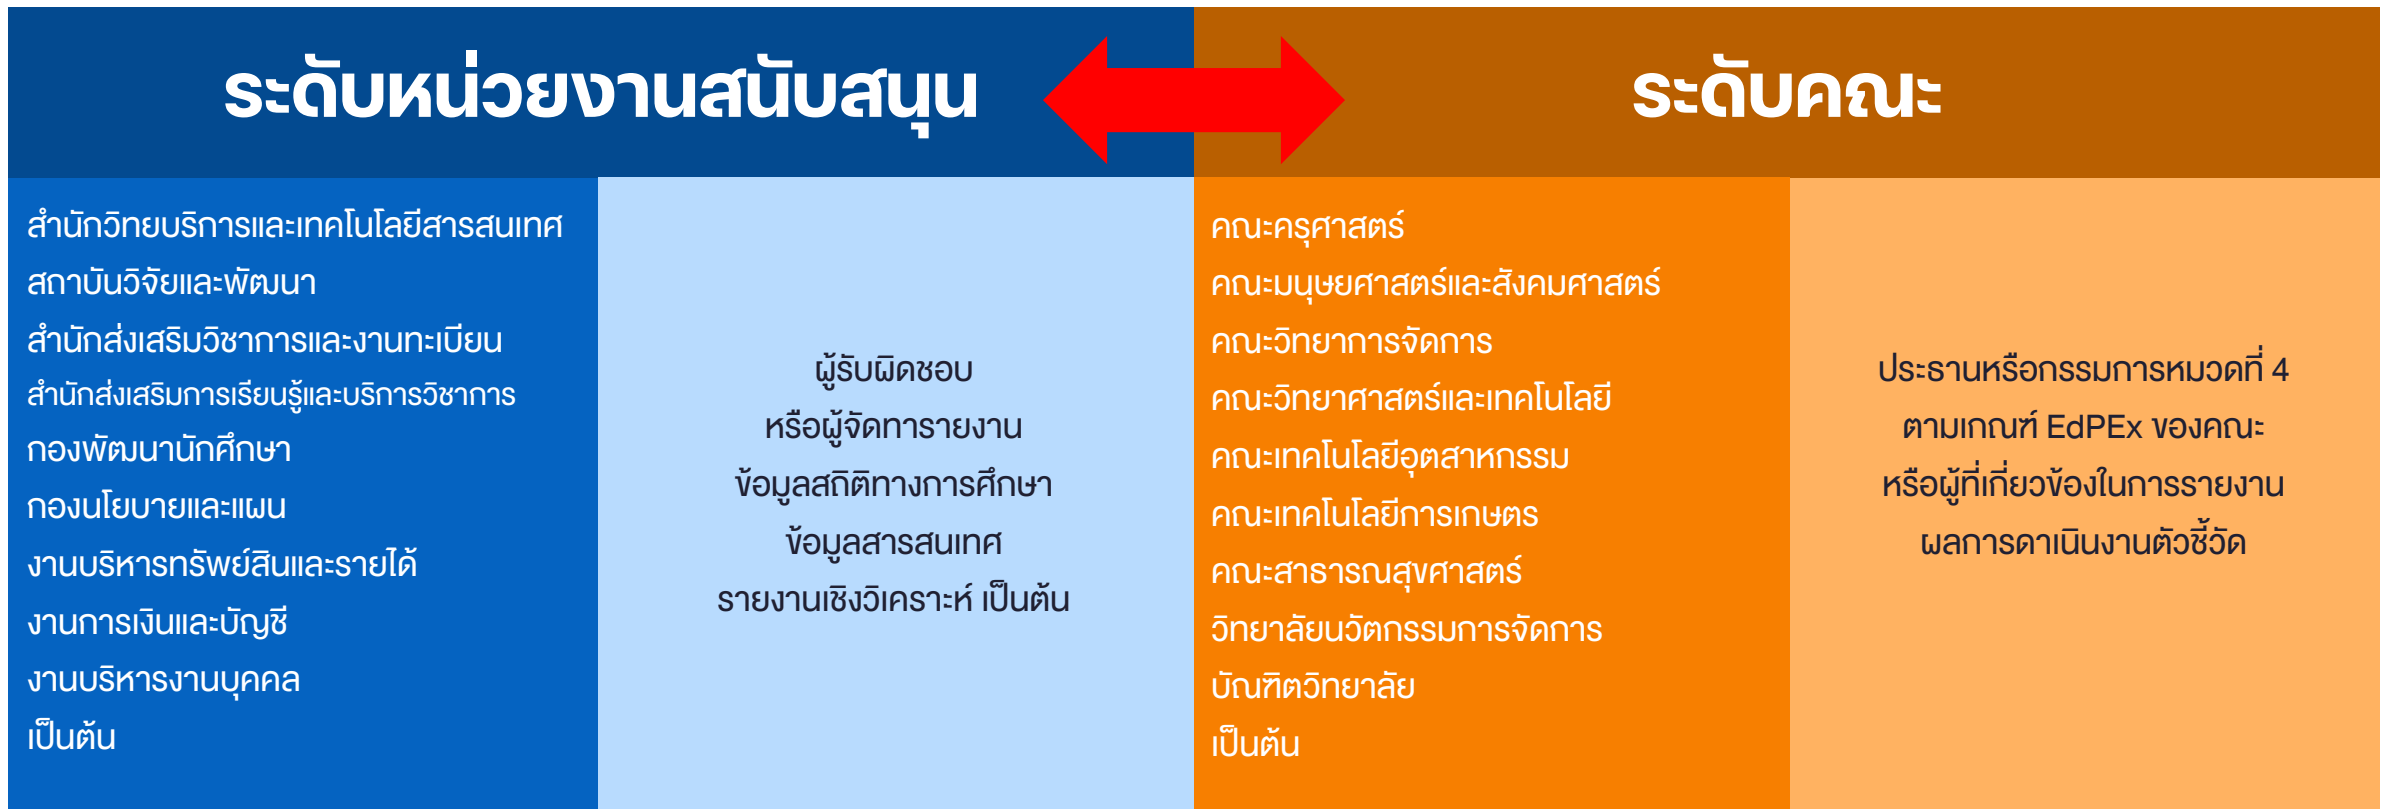 ระดับหน่วยงานสนับสนุน
ระดับคณะ
สำนักวิทยบริการและเทคโนโลยีสารสนเทศ
สถาบันวิจัยและพัฒนา
สำนักส่งเสริมวิชาการและงานทะเบียน
สำนักส่งเสริมการเรียนรู้และบริการวิชาการ
กองพัฒนานักศึกษา
กองนโยบายและแผน
งานบริหารทรัพย์สินและรายได้
งานการเงินและบัญชี
งานบริหารงานบุคคล
เป็นต้น
ผู้รับผิดชอบ
หรือผู้จัดทารายงาน
ข้อมูลสถิติทางการศึกษา
ข้อมูลสารสนเทศ
รายงานเชิงวิเคราะห์ เป็นต้น
คณะครุศาสตร์
คณะมนุษยศาสตร์และสังคมศาสตร์
คณะวิทยาการจัดการ
คณะวิทยาศาสตร์และเทคโนโลยี
คณะเทคโนโลยีอุตสาหกรรม
คณะเทคโนโลยีการเกษตร
คณะสาธารณสุขศาสตร์
วิทยาลัยนวัตกรรมการจัดการ
บัณฑิตวิทยาลัย
เป็นต้น
ประธานหรือกรรมการหมวดที่ 4
ตามเกณฑ์ EdPEx ของคณะ
หรือผู้ที่เกี่ยวข้องในการรายงาน
ผลการดาเนินงานตัวชี้วัด